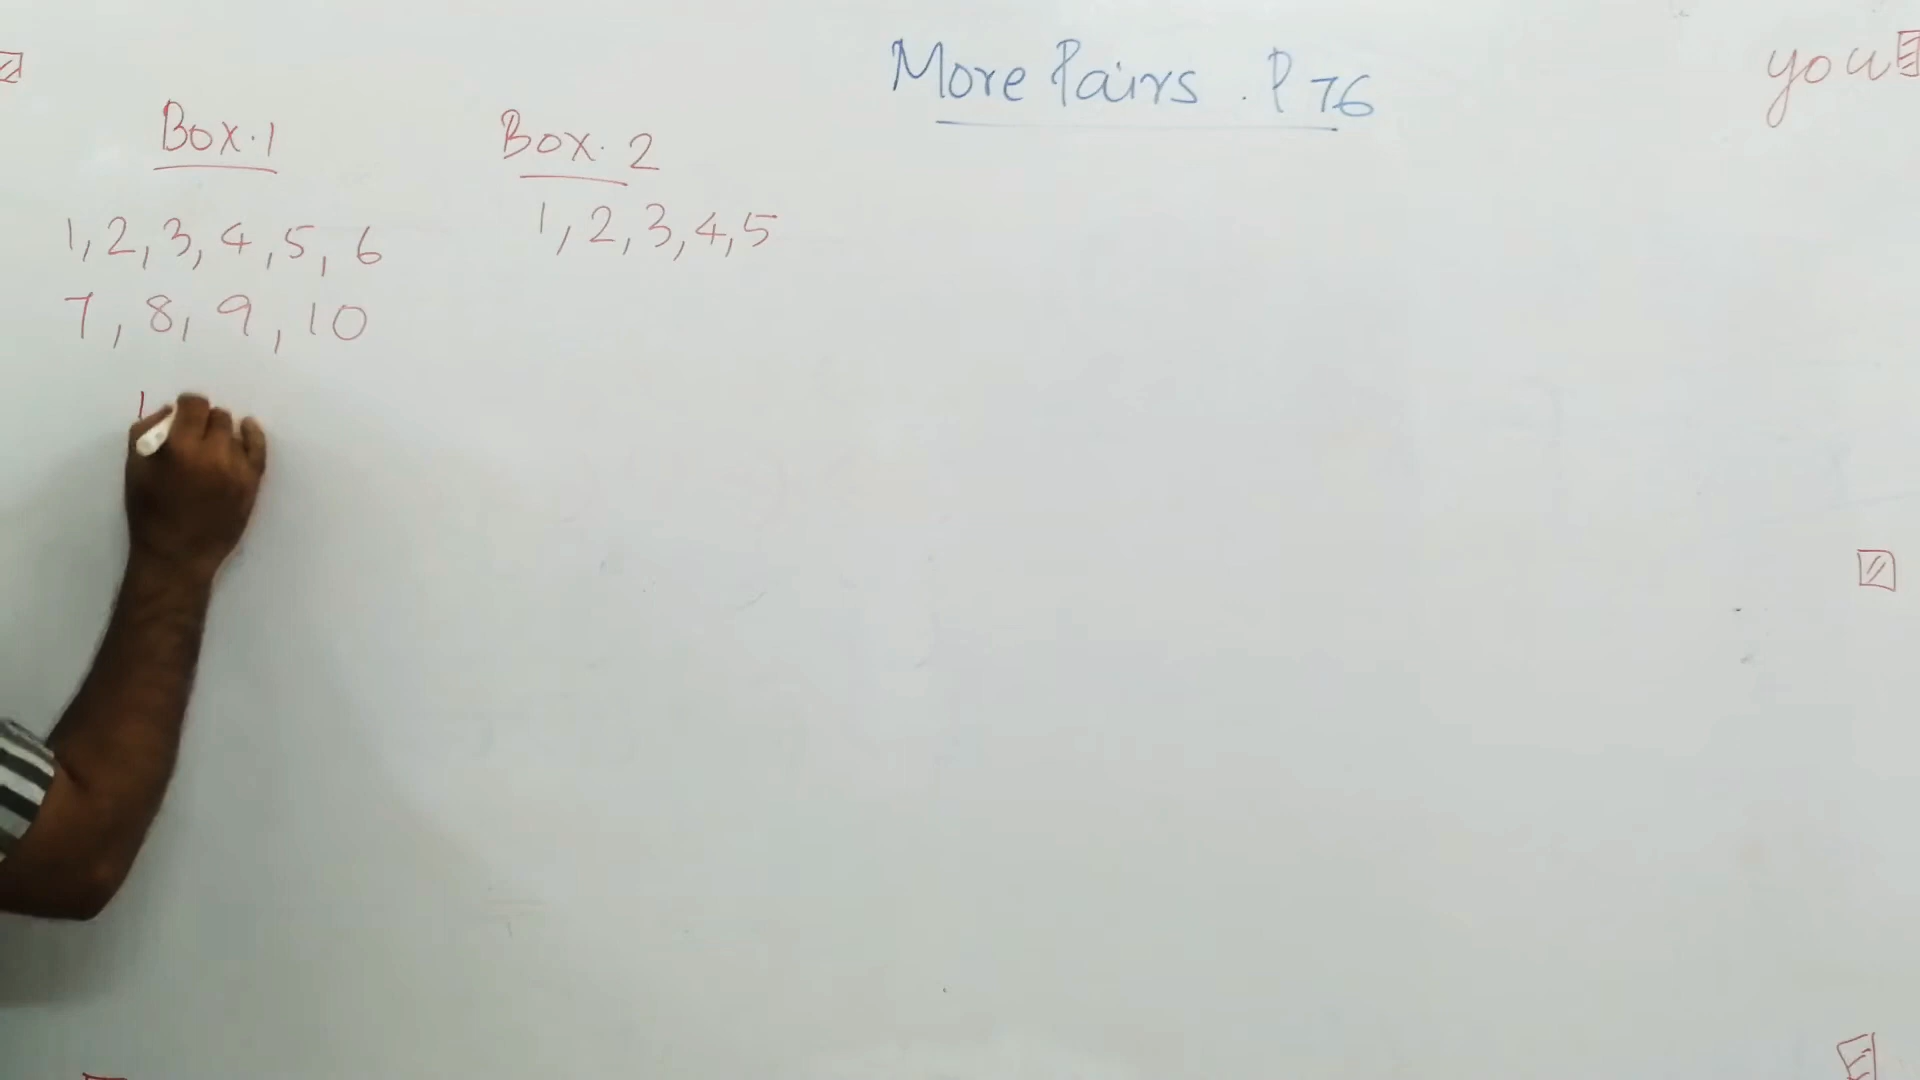 More Pairs. P 76
you
Box.1
1, 2, 3, 4, 5, 6
7, 8, 9, 10
Box. 2
1, 2, 3, 4, 5